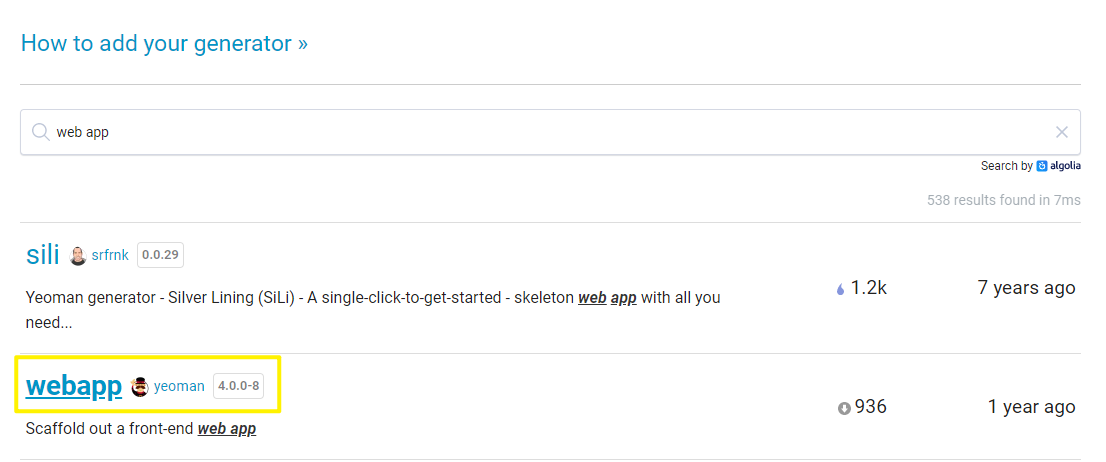 How to add your generator »
web app
Search by algolia
538 results found in 7ms
sili srfrnk 0.0.29
Yeoman generator - Silver Lining (SiLi) - A single-click-to-get-started - skeleton web app with all you
need...
1.2k
7 years ago
webapp yeoman 4.0.0-8
Scaffold out a front-end web app
936
1 year ago